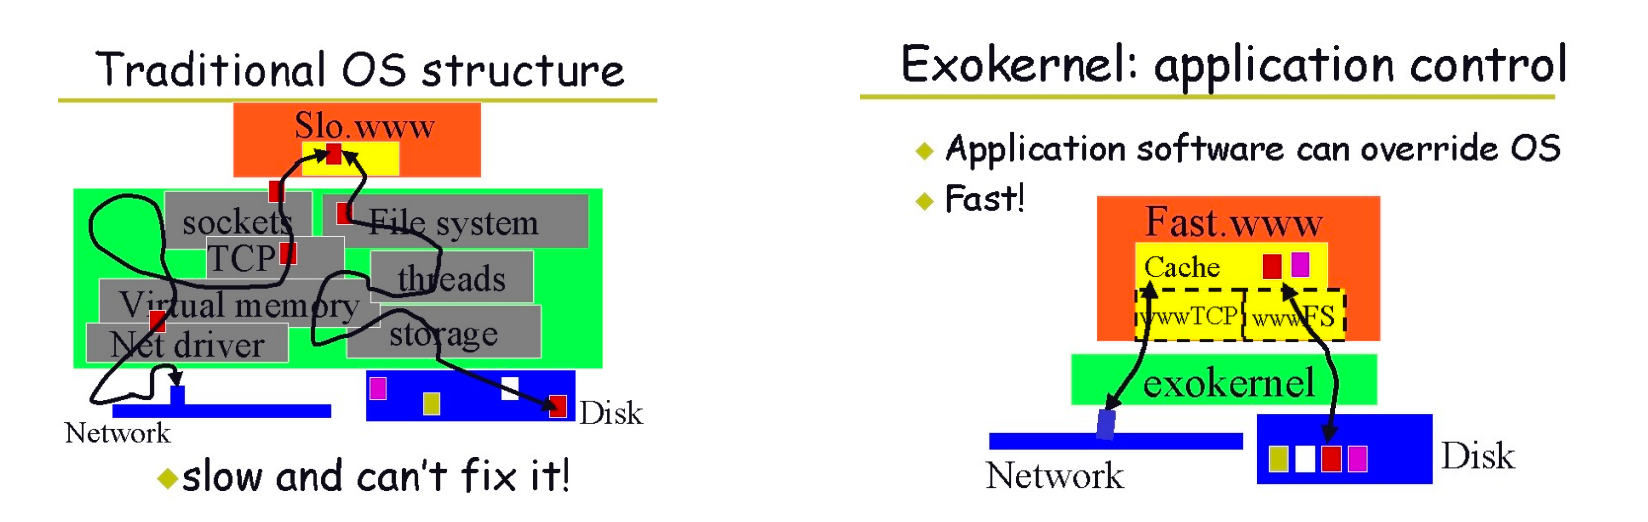 Traditional OS structure
Slo.www
sockets
File system
TCP
threads
Virtual memory
storage
Net driver
Network
Disk
slow and can't fix it!
Exokernel: application control
Application software can override OS
Fast!
Fast.www
Cache
wwwTCP
wwwFS
exokernel
Network
Disk